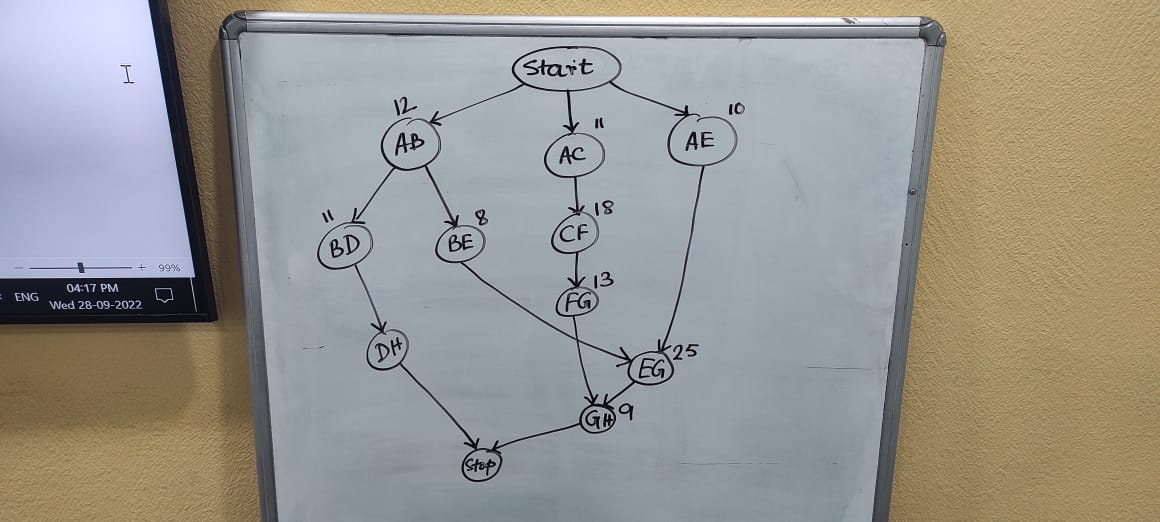 Start
12
AB
11
AC
10
AE
11
BD
8
BE
18
CF
13
FG
DH
25
EG
GH 9
Stop
99%
ENG
04:17 PM
Wed 28-09-2022